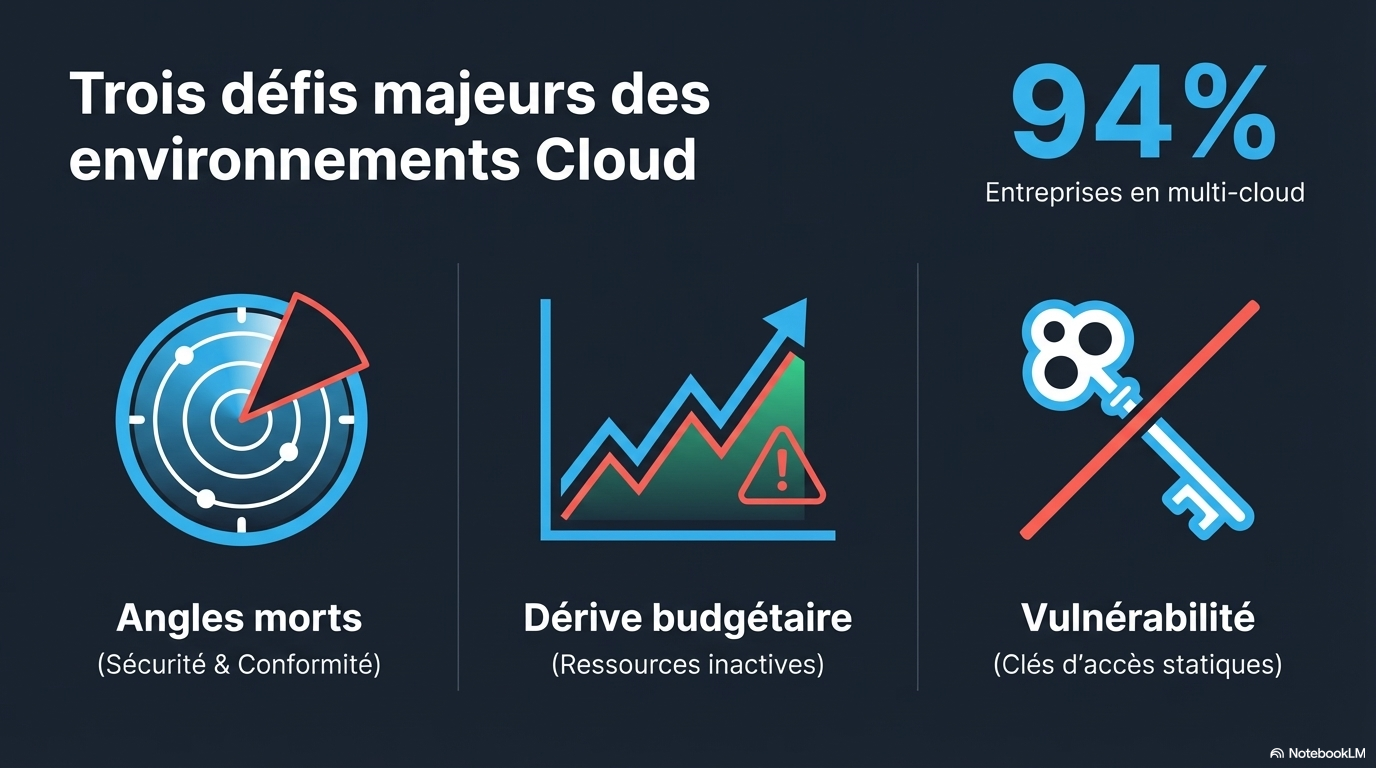 Trois défis majeurs des
environnements Cloud
94%
Entreprises en multi-cloud
Angles morts
(Sécurité & Conformité)
Dérive budgétaire
(Ressources inactives)
Vulnérabilité
(Clés d'accès statiques)
NotebookLM